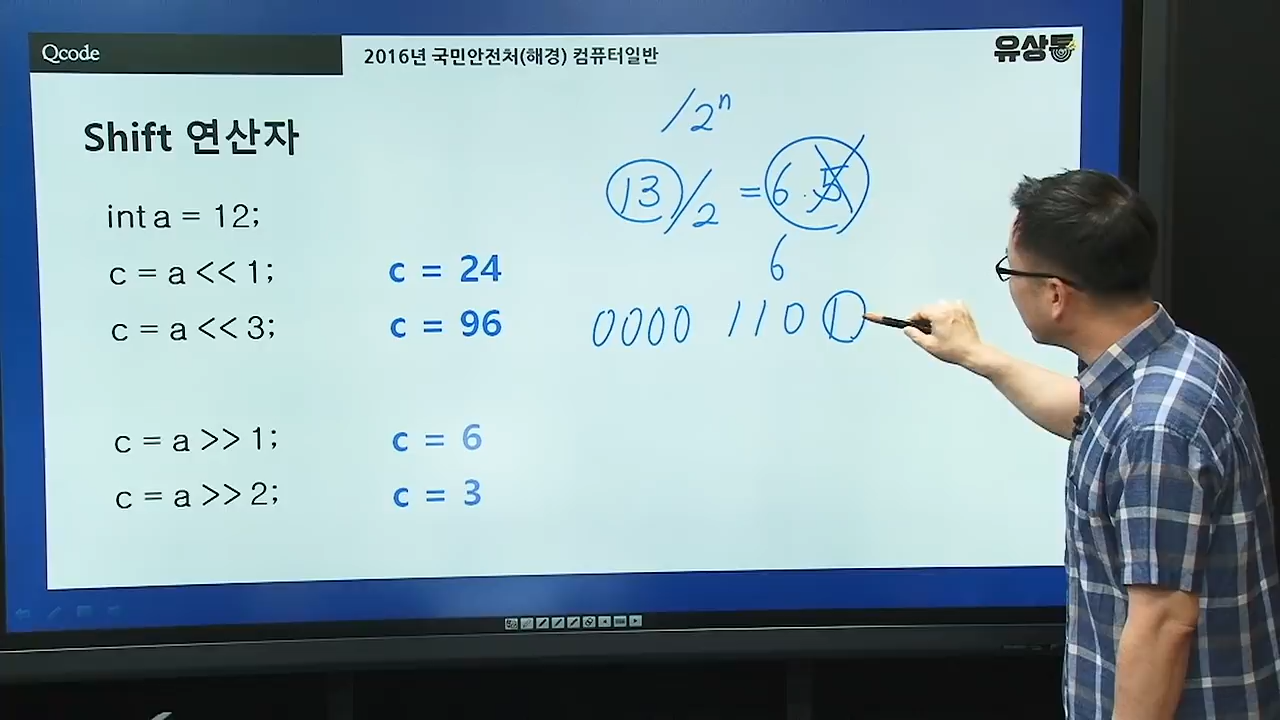 Qcode
2016년 국민안전처(해경) 컴퓨터일반
유상통
Shift 연산자
int a = 12;
c = a << 1; c = 24
c = a << 3; c = 96
c = a >> 1; c = 6
c = a >> 2; c = 3
/2ⁿ
13/2 = 6.5
6
0000 1101